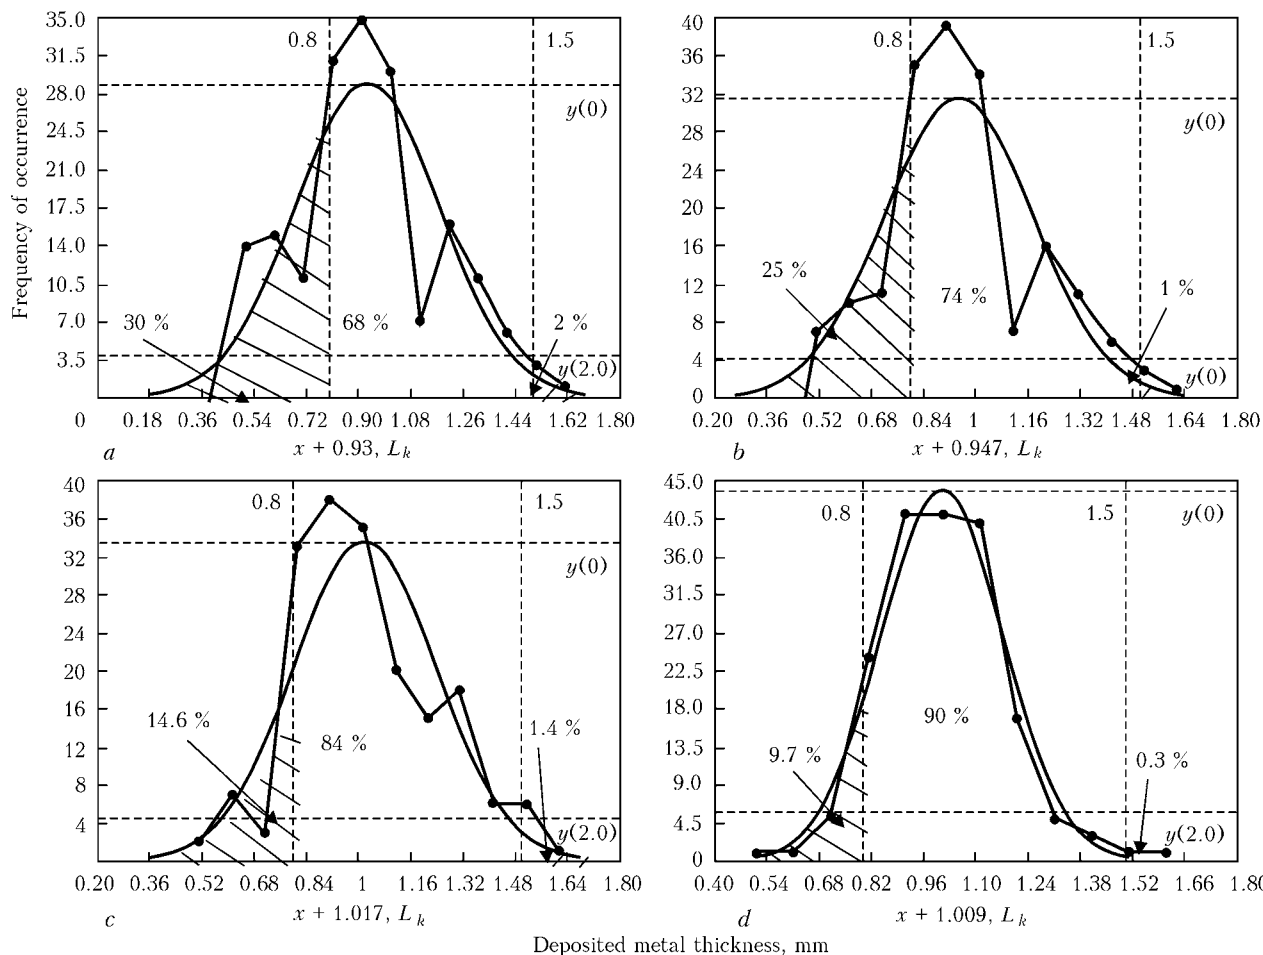 Frequency of occurrence
35.0
31.5
28.0
24.5
21.0
17.5
14.0
10.5
7.0
3.5
0
0.8
1.5
y(0)
30 %
68 %
2 %
y(2.0)
0.18 0.36 0.54 0.72 0.90 1.08 1.26 1.44 1.62 1.80
a
x + 0.93, Lk
40
36
32
28
24
20
16
12
8
4
0
0.8
1.5
y(0)
25 %
74 %
1 %
y(0)
0.20 0.36 0.52 0.68 0.84 1 1.16 1.32 1.48 1.64 1.80
b
x + 0.947, Lk
40
36
32
28
24
20
16
12
8
4
0.8
1.5
y(0)
14.6 %
84 %
1.4 %
y(2.0)
0.20 0.36 0.52 0.68 0.84 1 1.16 1.32 1.48 1.64 1.80
c
x + 1.017, Lk
45.0
40.5
36.0
31.5
27.0
22.5
18.0
13.5
9.0
4.5
0
0.8
1.5
y(0)
9.7 %
90 %
0.3 %
y(2.0)
0.40 0.54 0.68 0.82 0.96 1.10 1.24 1.38 1.52 1.66 1.80
d
x + 1.009, Lk
Deposited metal thickness, mm